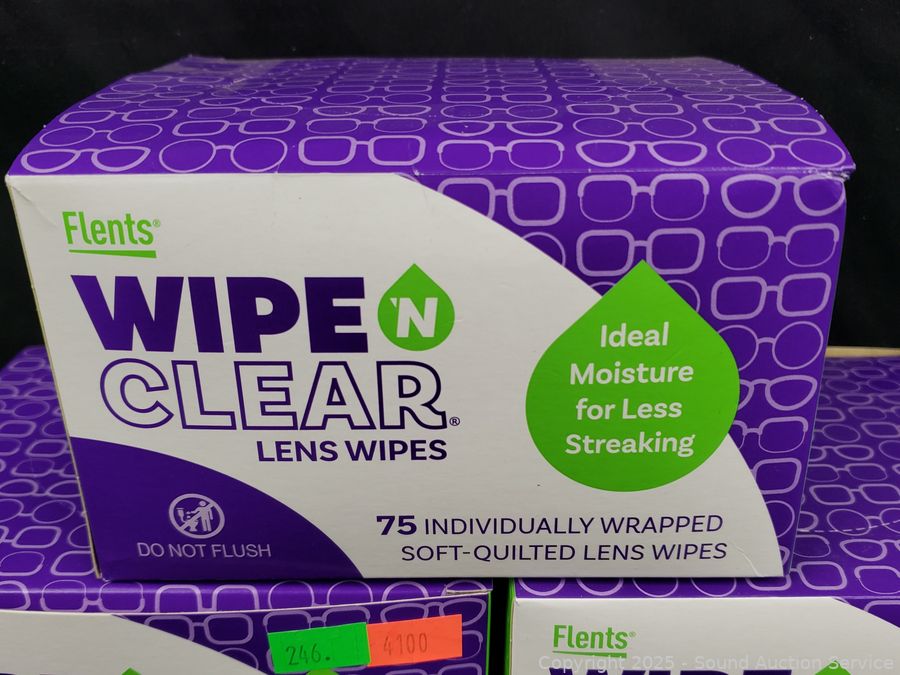 Flents®
WIPE 'N
CLEAR®
LENS WIPES
Ideal
Moisture
for Less
Streaking
75 INDIVIDUALLY WRAPPED
SOFT-QUILTED LENS WIPES
DO NOT FLUSH
246.
4100
Flents®
Copyright 2025 - Sound Auction Service